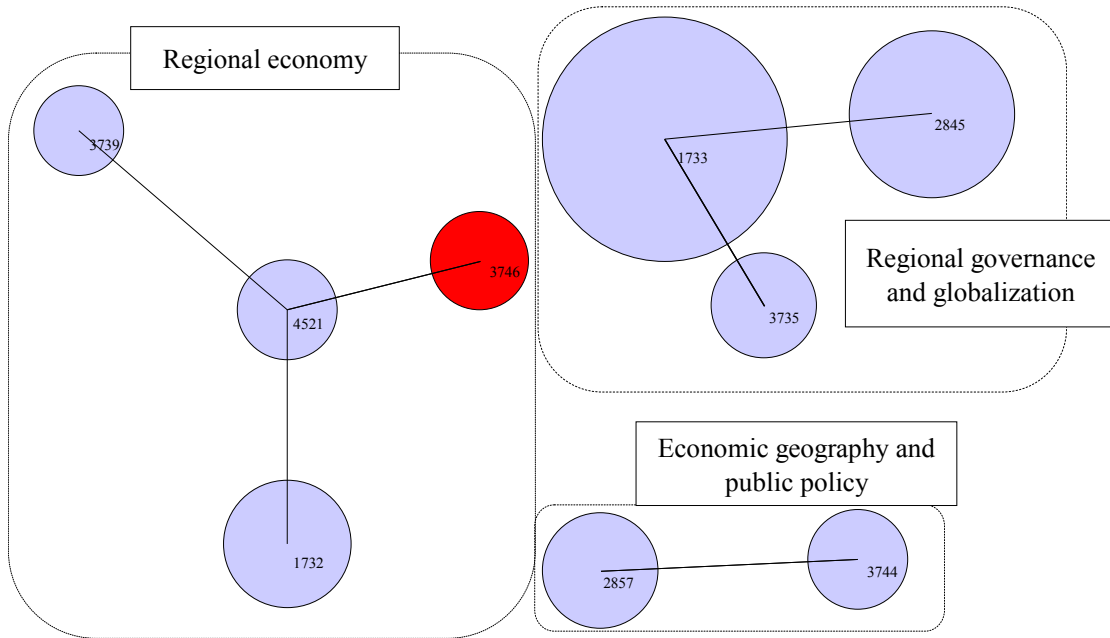 Regional economy
3739
3746
4521
1732
1733
2845
3735
Regional governance
and globalization
Economic geography and
public policy
2857
3744